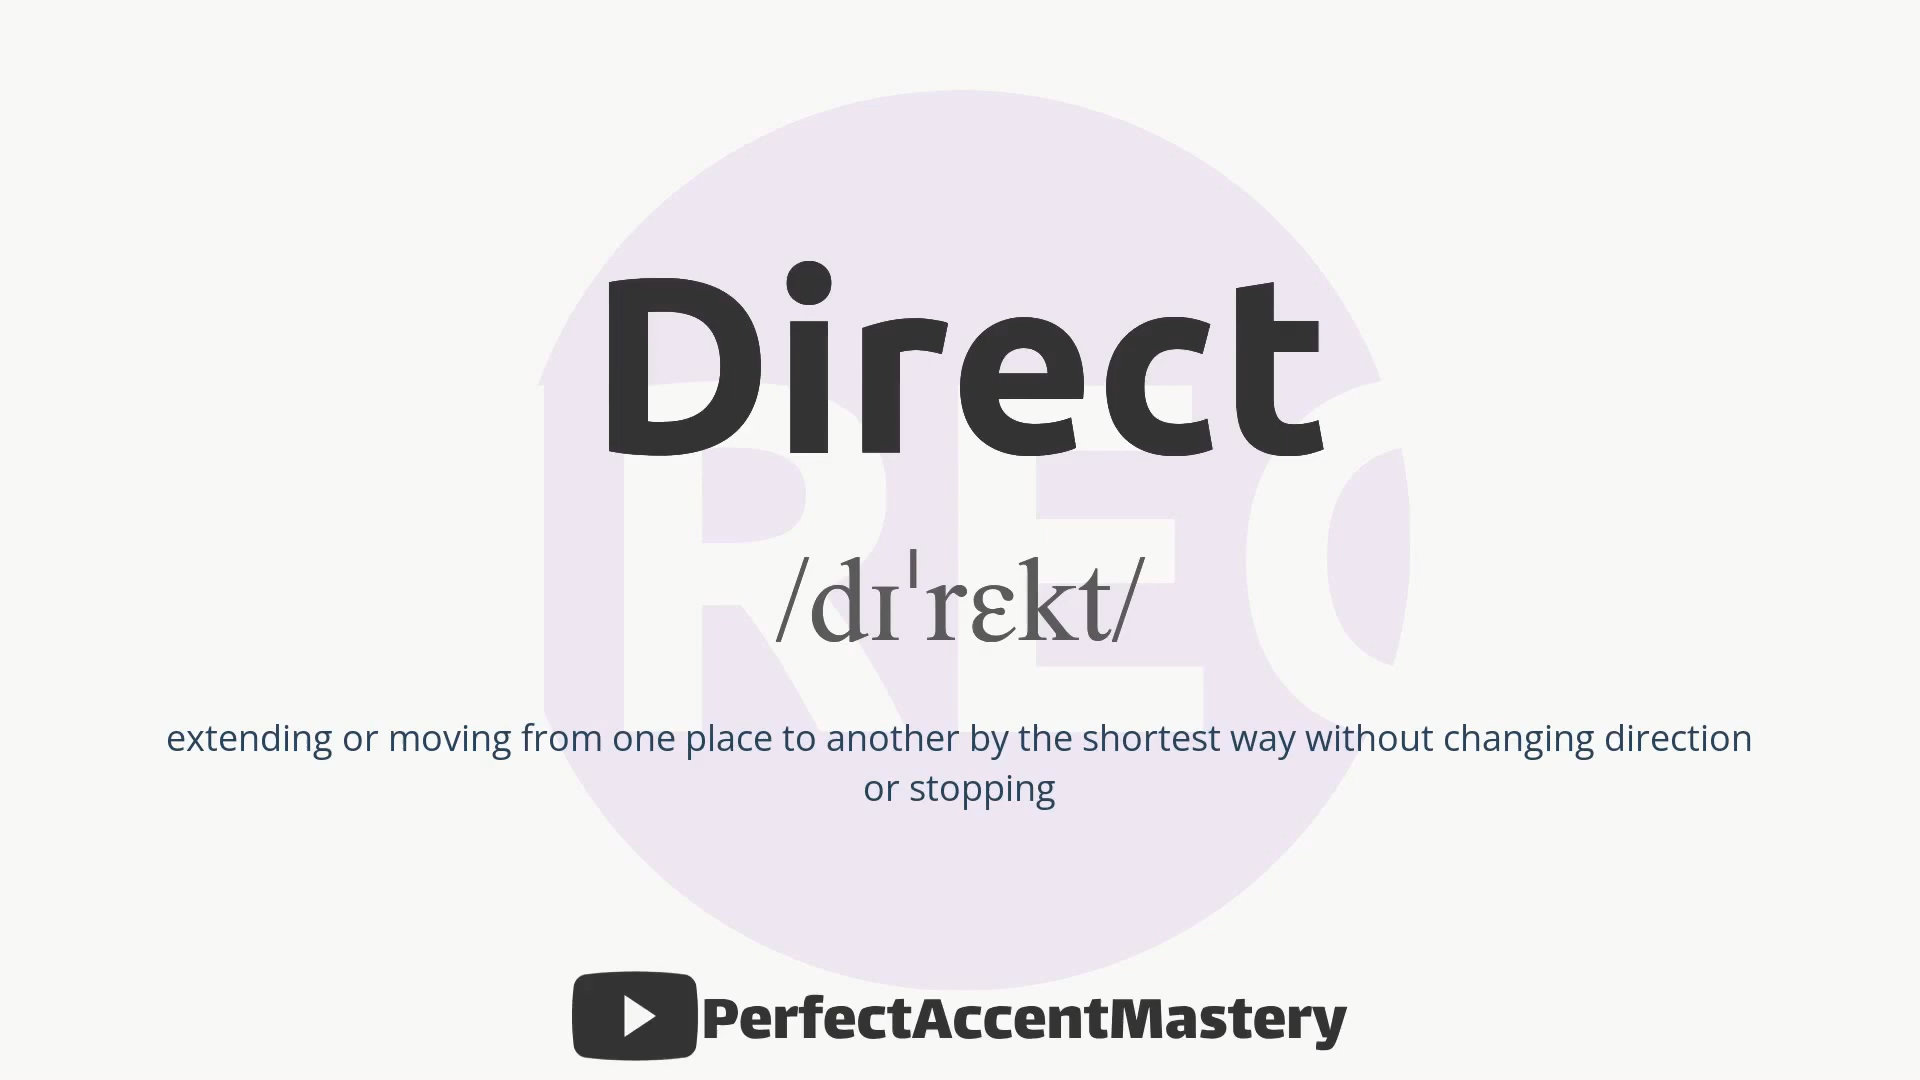 Direct
/dɪˈrɛkt/
extending or moving from one place to another by the shortest way without changing direction
or stopping
PerfectAccentMastery